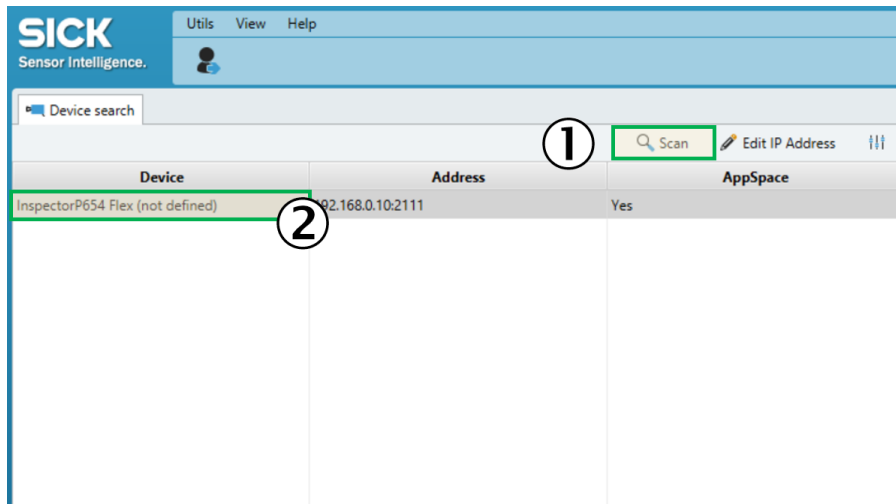 SICK
Sensor Intelligence.
Utils View Help
Device search
1
Scan Edit IP Address
Device Address AppSpace
InspectorP654 Flex (not defined) 192.168.0.10:2111 Yes
2